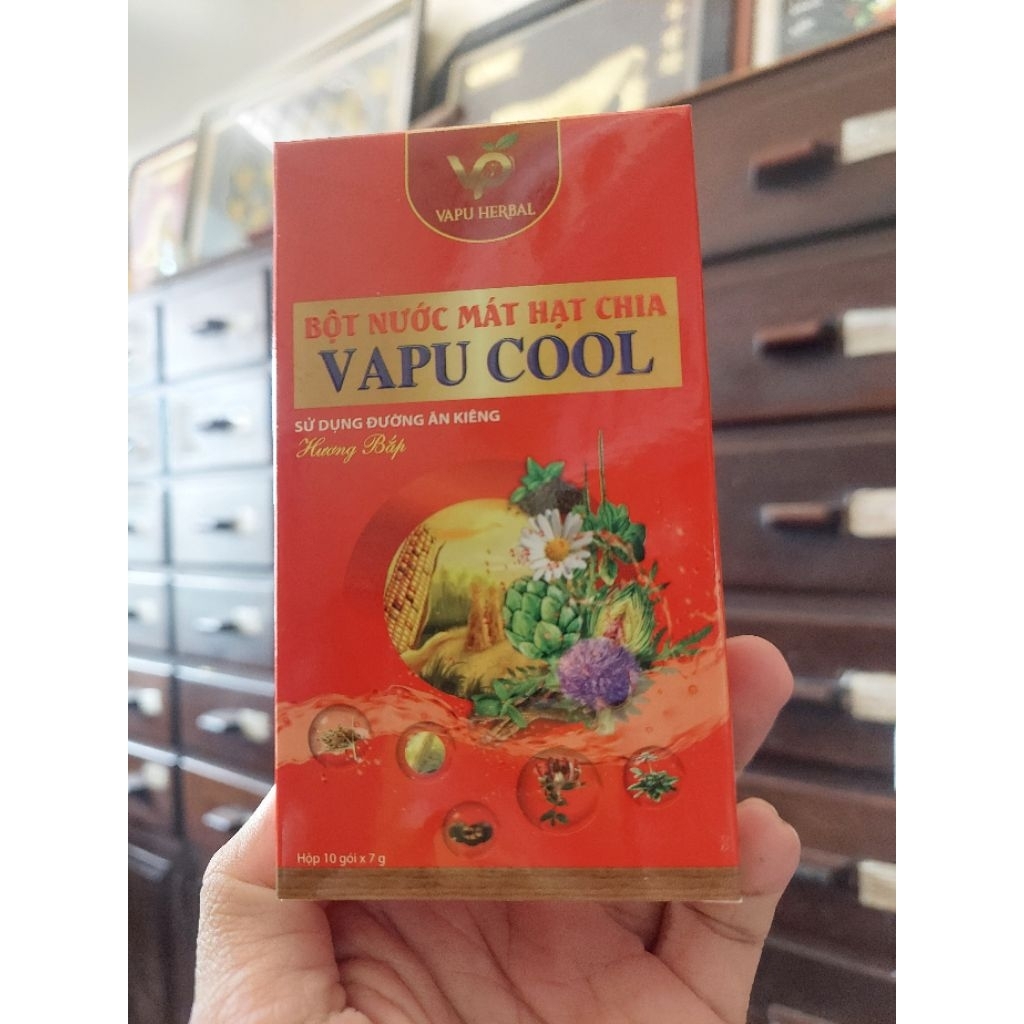 VAPU HERBAL
BỘT NƯỚC MÁT HẠT CHIA
VAPU COOL
SỬ DỤNG ĐƯỜNG ĂN KIÊNG
Hương Bắp
Hộp 10 gói x 7 g